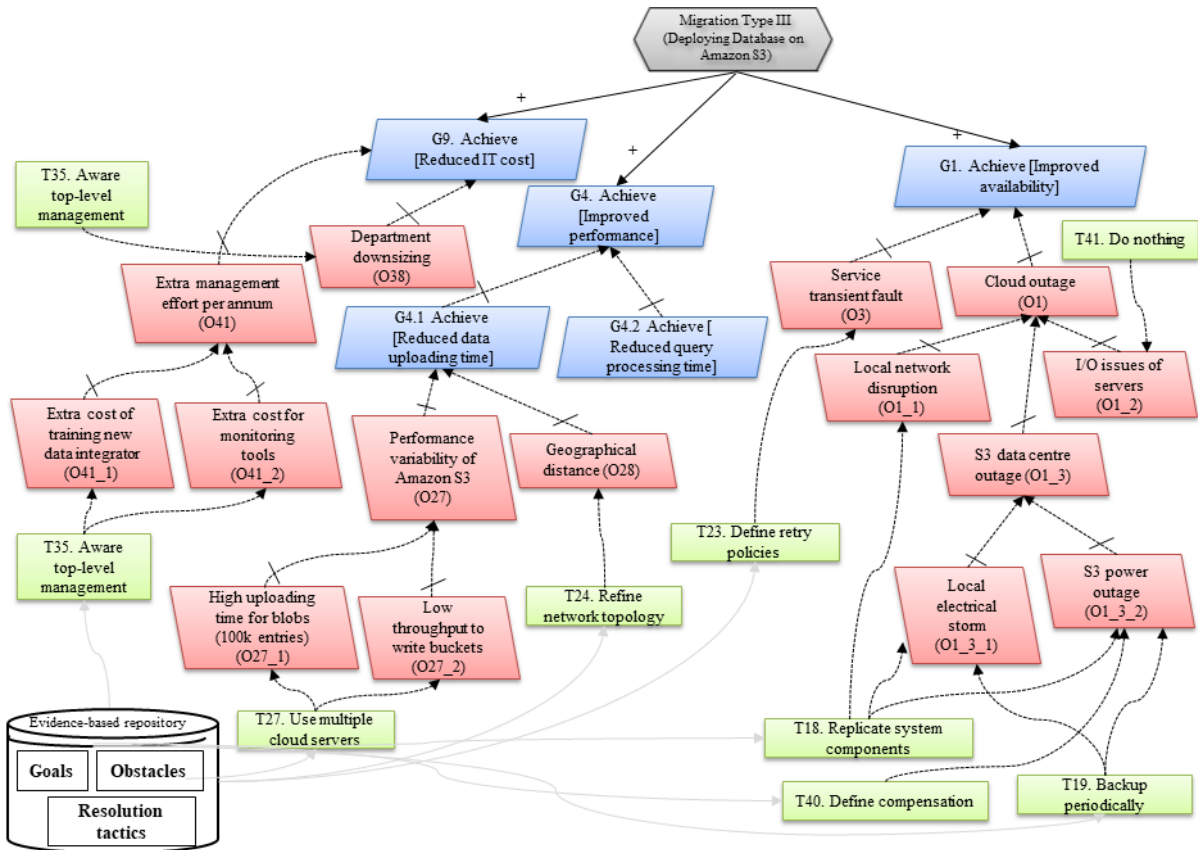 Migration Type III
(Deploying Database on
Amazon S3)
+
+
+
G9. Achieve
[Reduced IT cost]
G4. Achieve
[Improved
performance]
G1. Achieve [Improved
availability]
T35. Aware
top-level
management
T41. Do nothing
Department
downsizing
(O38)
Extra management
effort per annum
(O41)
Service
transient fault
(O3)
Cloud outage
(O1)
G4.1 Achieve
[Reduced data
uploading time]
G4.2 Achieve [
Reduced query
processing time]
Local network
disruption
(O1_1)
I/O issues of
servers
(O1_2)
Extra cost of
training new
data integrator
(O41_1)
Extra cost for
monitoring
tools
(O41_2)
Performance
variability of
Amazon S3
(O27)
Geographical
distance (O28)
S3 data centre
outage (O1_3)
T35. Aware
top-level
management
T23. Define retry
policies
High uploading
time for blobs
(100k entries)
(O27_1)
Low
throughput to
write buckets
(O27_2)
T24. Refine
network topology
Local
electrical
storm
(O1_3_1)
S3 power
outage
(O1_3_2)
Evidence-based repository
Goals
Obstacles
Resolution
tactics
T27. Use multiple
cloud servers
T18. Replicate system
components
T40. Define compensation
T19. Backup
periodically